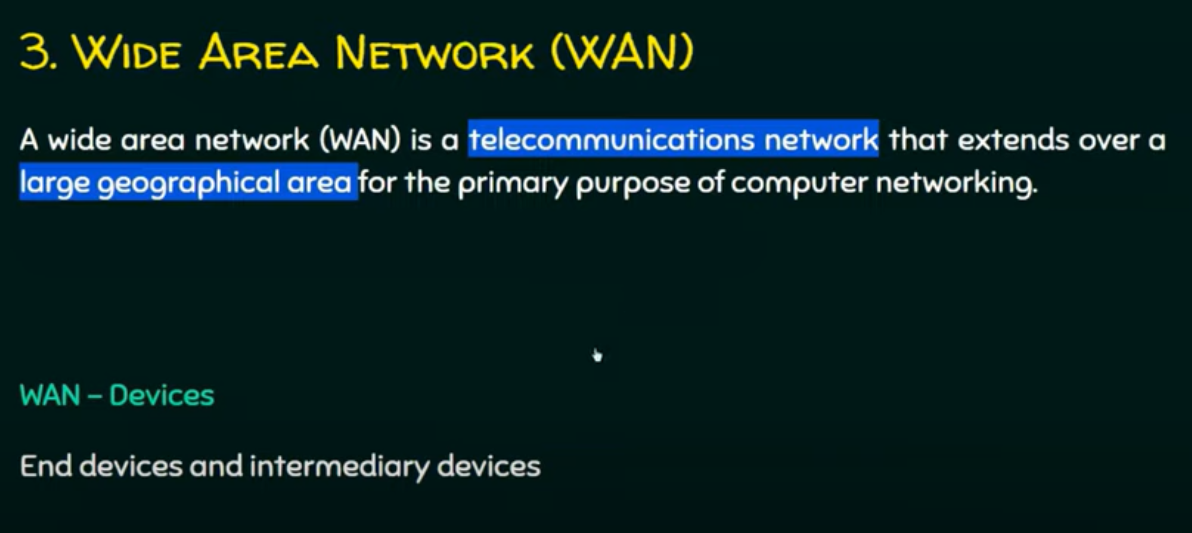 3. WIDE AREA NETWORK (WAN)
A wide area network (WAN) is a telecommunications network that extends over a
large geographical area for the primary purpose of computer networking.
WAN – Devices
End devices and intermediary devices